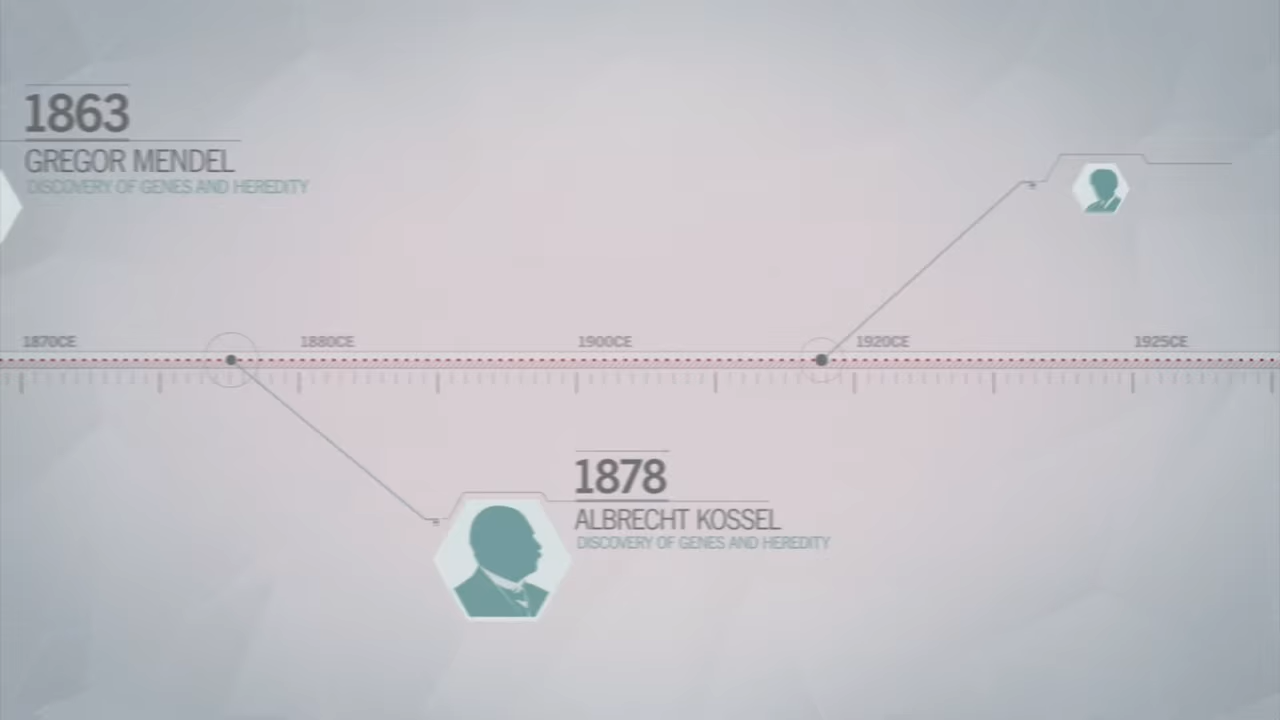 1863
GREGOR MENDEL
DISCOVERY OF GENES AND HEREDITY
1870CE
1880CE
1900CE
1920CE
1925CE
1878
ALBRECHT KOSSEL
DISCOVERY OF GENES AND HEREDITY